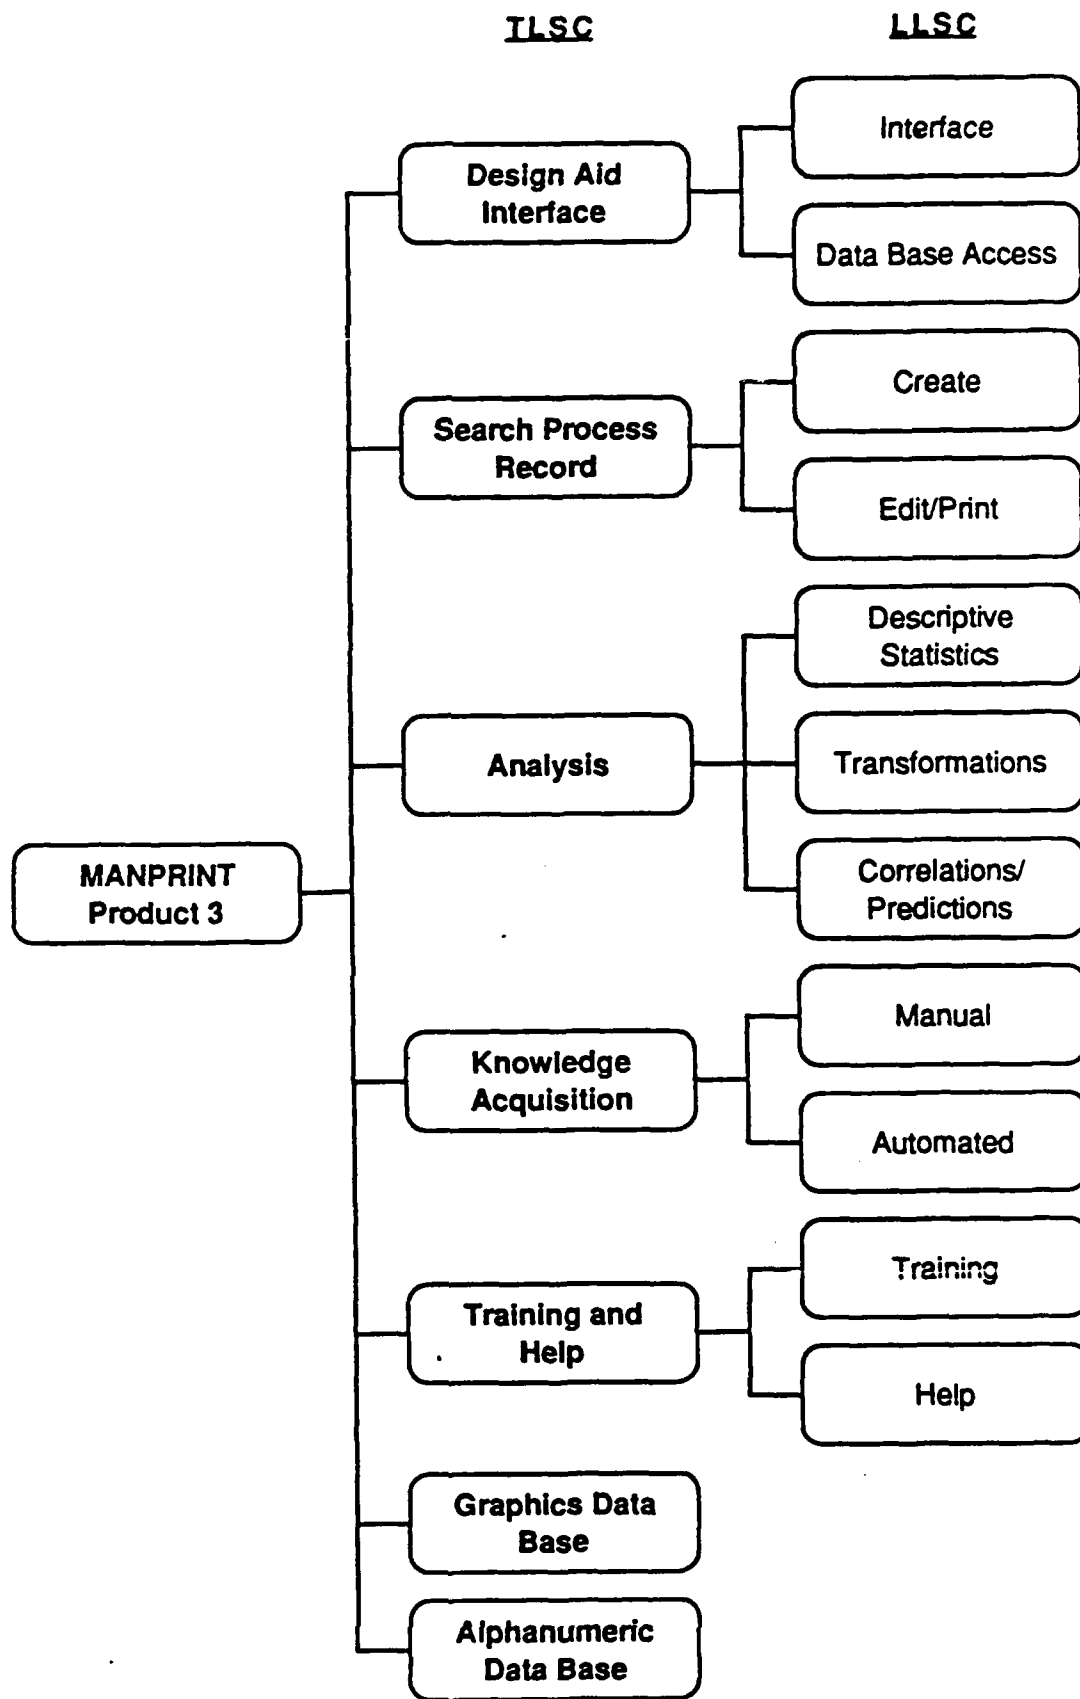 TLSC
LLSC
Interface
Design Aid
Interface
Data Base Access
Create
Search Process
Record
Edit/Print
Descriptive
Statistics
Analysis
Transformations
Correlations/
Predictions
MANPRINT
Product 3
Manual
Knowledge
Acquisition
Automated
Training
Training and
Help
Help
Graphics Data
Base
Alphanumeric
Data Base